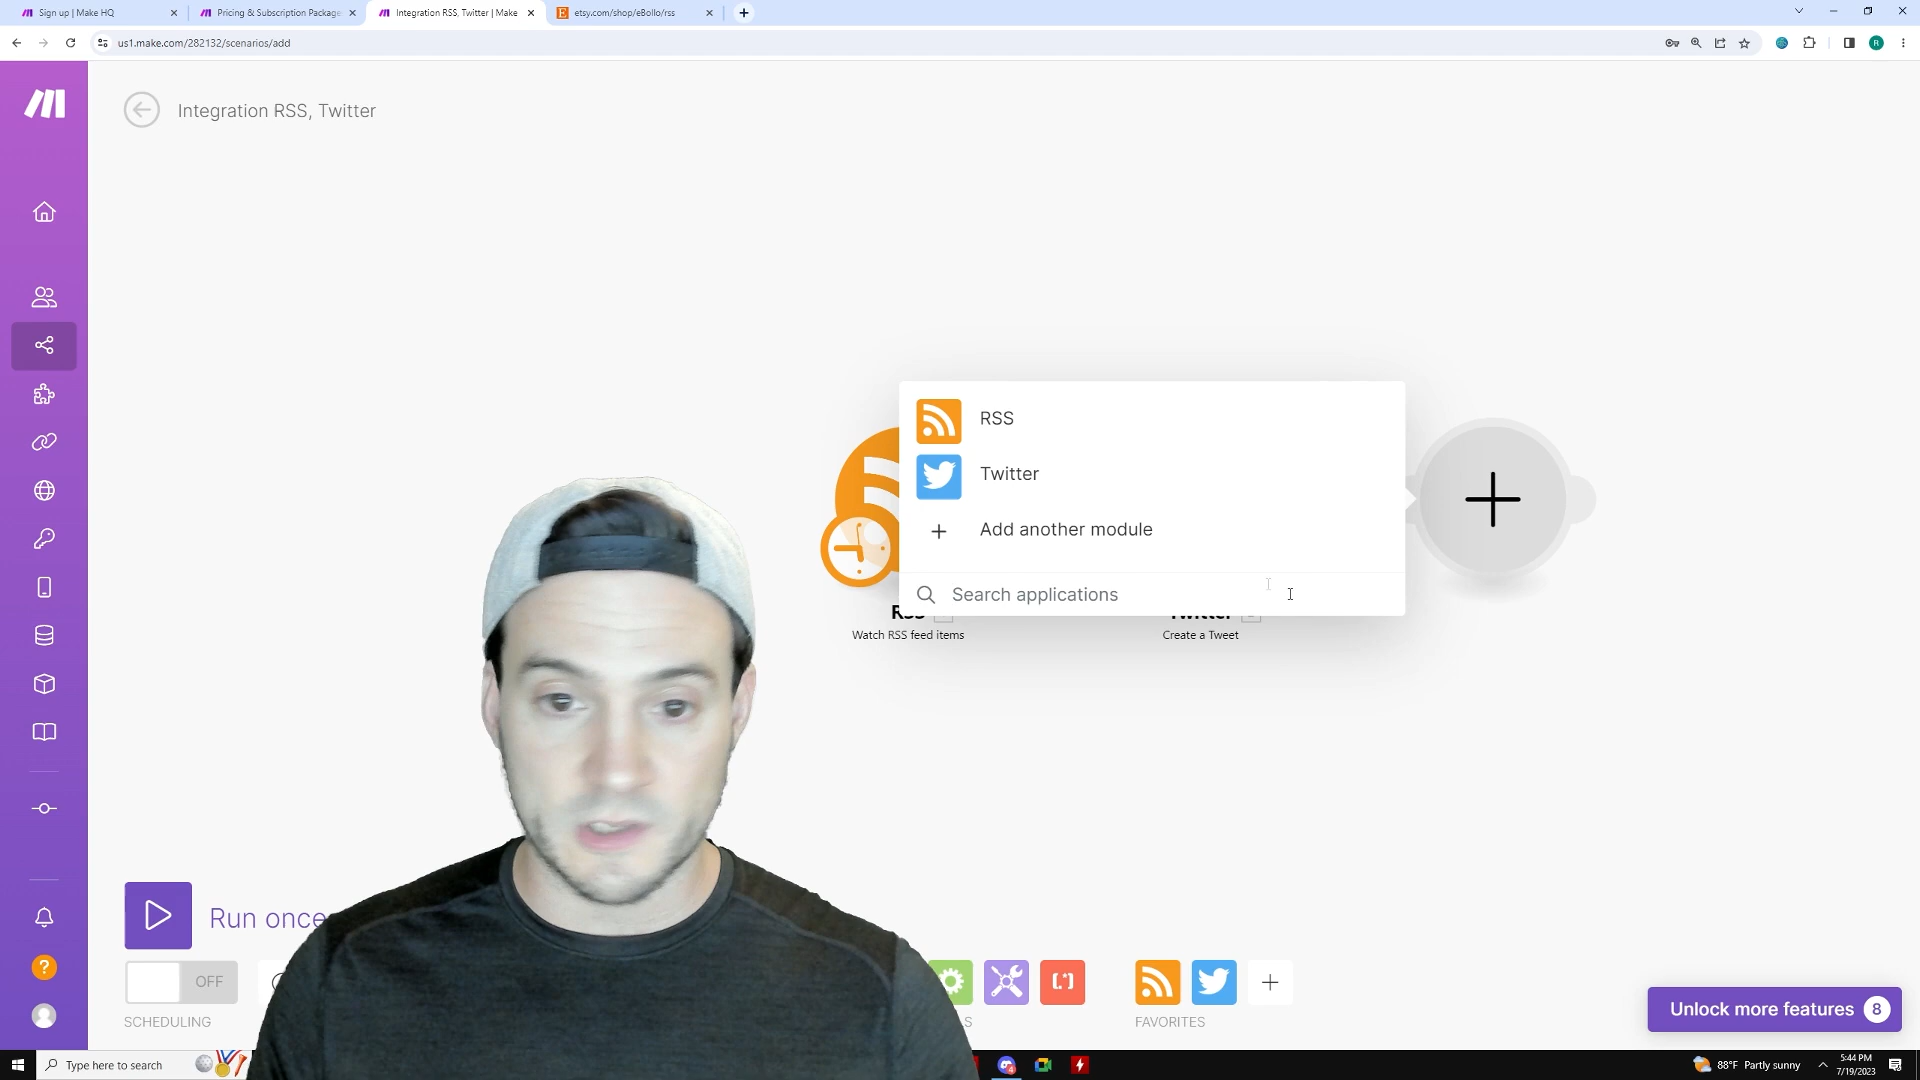 Sign up | Make HQ
Pricing & Subscription Package
Integration RSS, Twitter | Make
etsy.com/shop/eBollo/rss
us1.make.com/282132/scenarios/add
R
Integration RSS, Twitter
RSS
Twitter
Add another module
Search applications
Watch RSS feed items
Create a Tweet
Run once
OFF
SCHEDULING
FAVORITES
Unlock more features 8
Type here to search
88°F Partly sunny
5:44 PM
7/19/2023